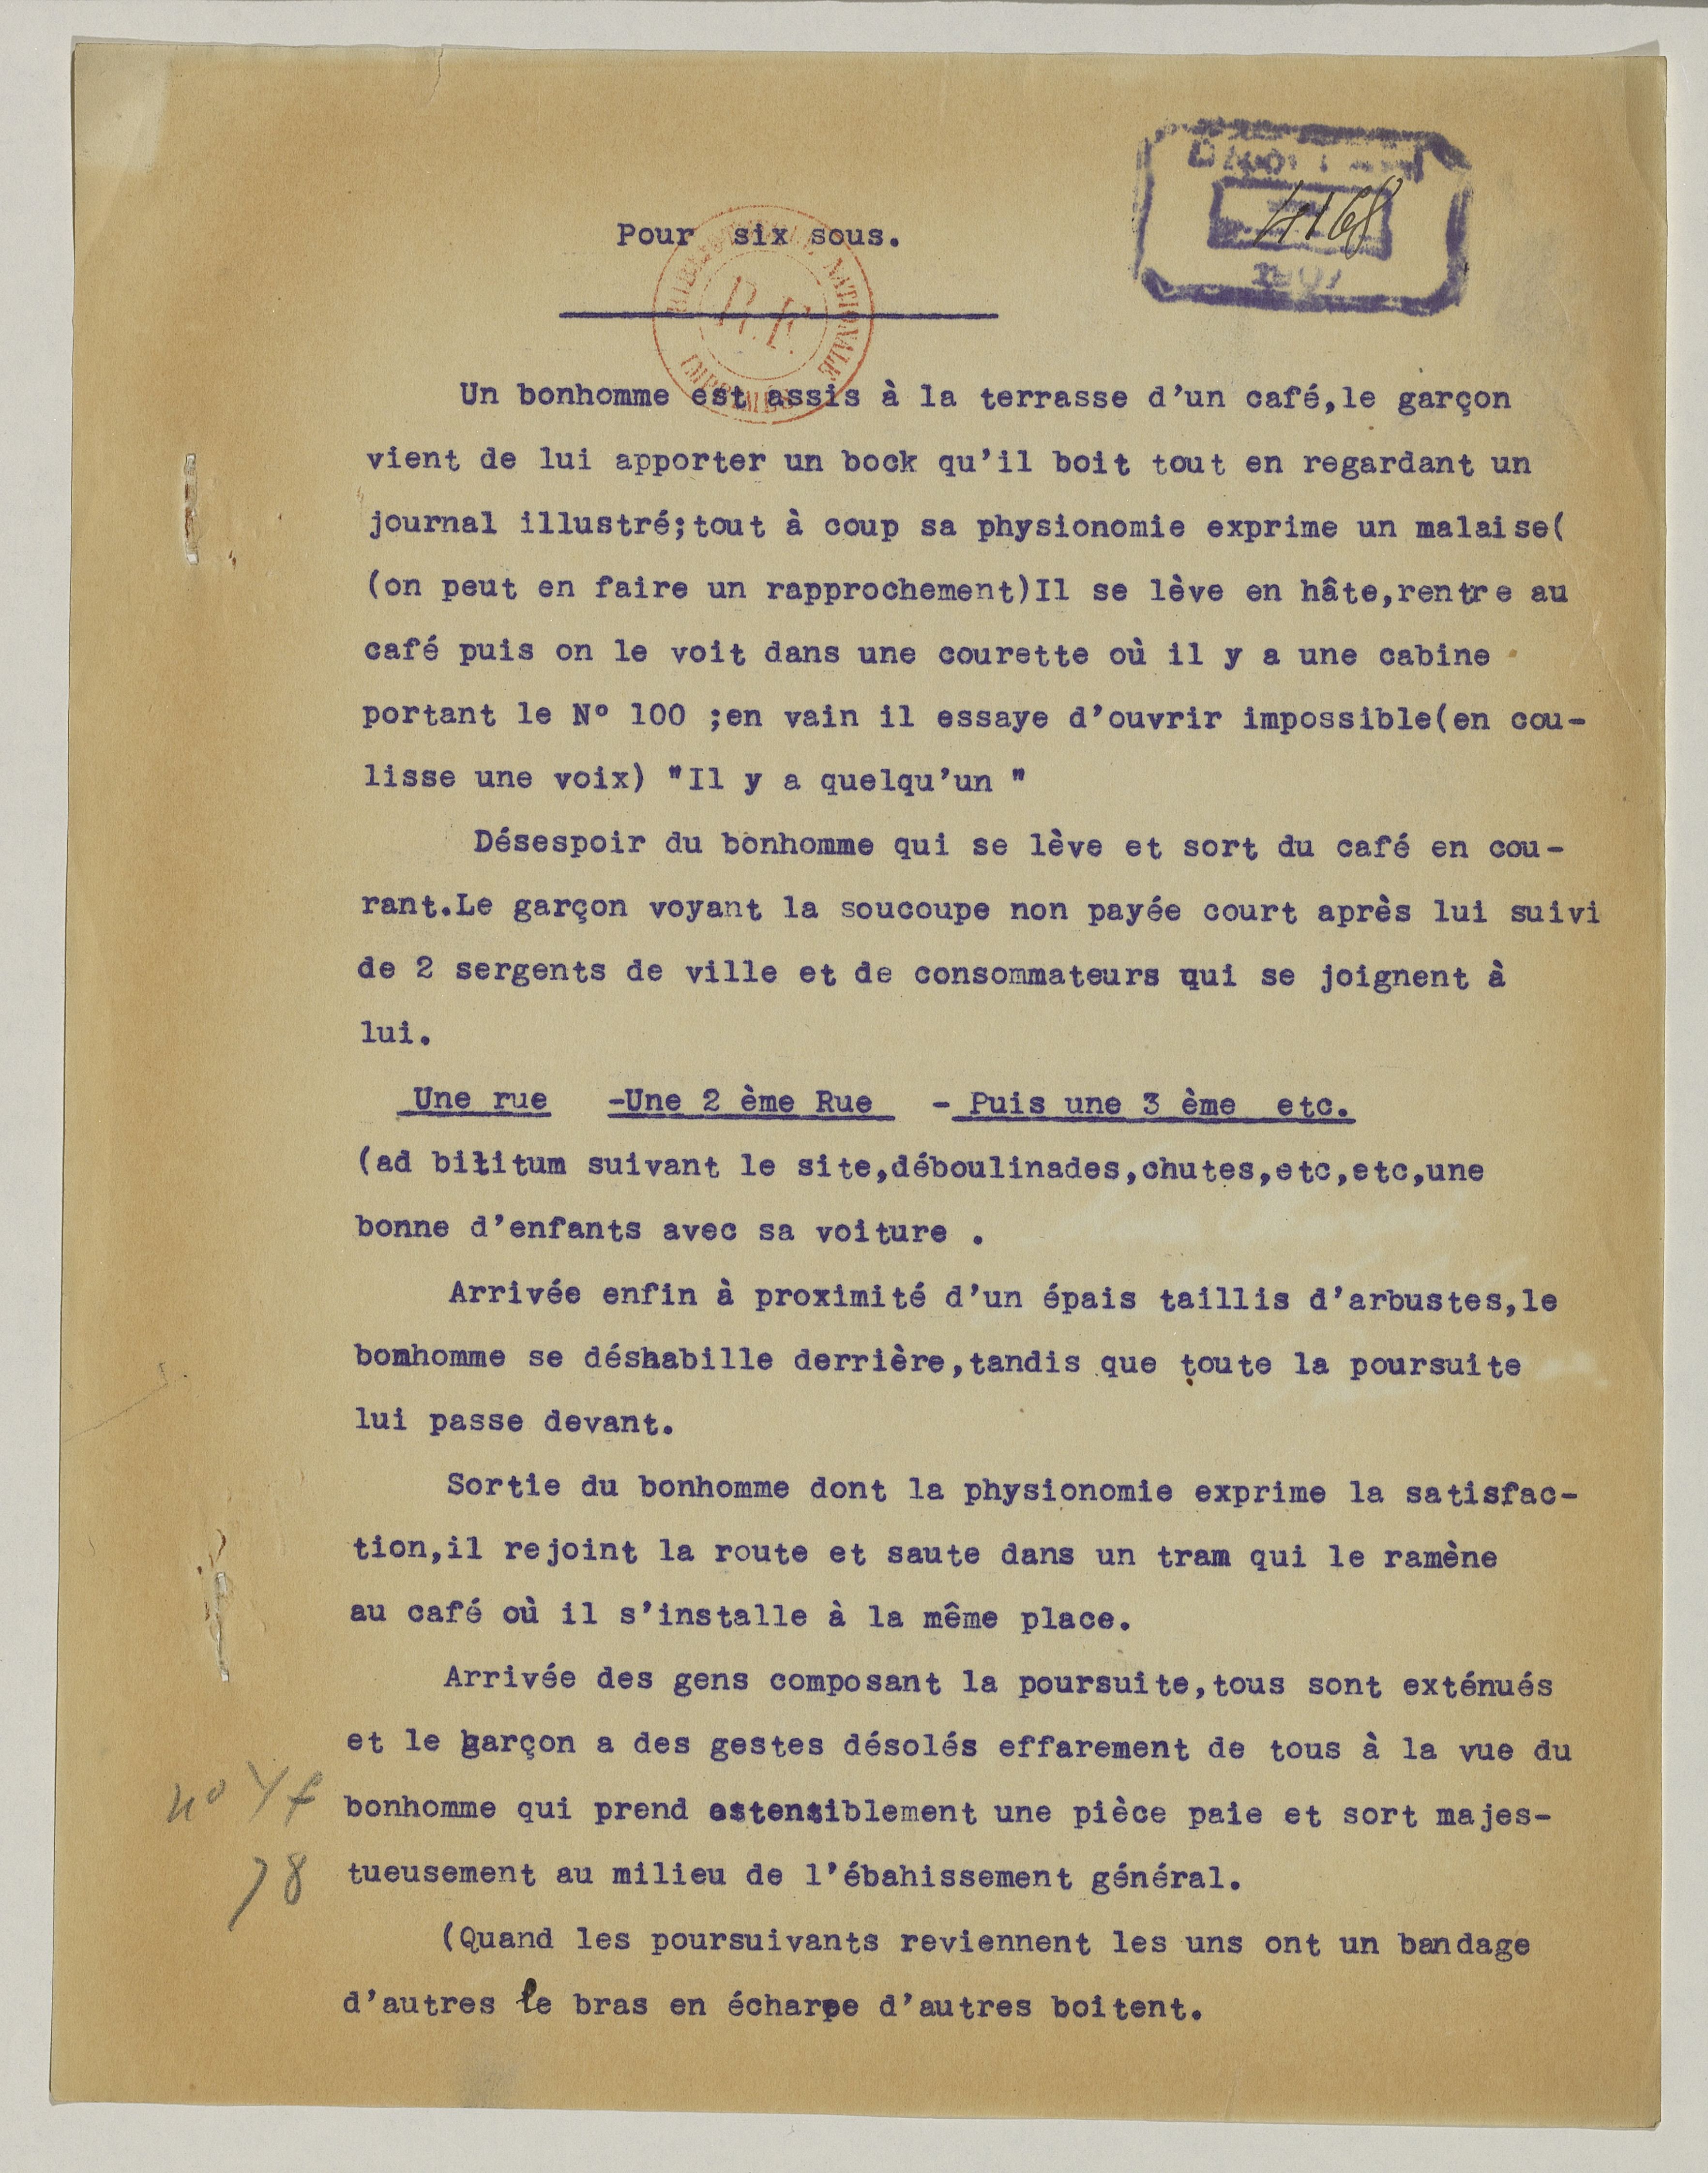 4168
Pour six sous.
BIBLIOTHÈQUE NATIONALE
R.F.
IMPRIMÉS
Un bonhomme est assis à la terrasse d'un café,le garçon
vient de lui apporter un bock qu'il boit tout en regardant un
journal illustré;tout à coup sa physionomie exprime un malaise(
(on peut en faire un rapprochement)Il se lève en hâte,rentre au
café puis on le voit dans une courette où il y a une cabine
portant le N° 100 ;en vain il essaye d'ouvrir impossible(en cou-
lisse une voix) "Il y a quelqu'un "
Désespoir du bonhomme qui se lève et sort du café en cou-
rant.Le garçon voyant la soucoupe non payée court après lui suivi
de 2 sergents de ville et de consommateurs qui se joignent à
lui.
Une rue -Une 2 ème Rue - Puis une 3 ème etc.
(ad bilitum suivant le site,déboulinades,chutes,etc,etc,une
bonne d'enfants avec sa voiture .
Arrivée enfin à proximité d'un épais taillis d'arbustes,le
bonhomme se déshabille derrière,tandis que toute la poursuite
lui passe devant.
Sortie du bonhomme dont la physionomie exprime la satisfac-
tion,il rejoint la route et saute dans un tram qui le ramène
au café où il s'installe à la même place.
Arrivée des gens composant la poursuite,tous sont exténués
et le garçon a des gestes désolés effarement de tous à la vue du
bonhomme qui prend ostensiblement une pièce paie et sort majes-
tueusement au milieu de l'ébahissement général.
78
(Quand les poursuivants reviennent les uns ont un bandage
d'autres le bras en écharpe d'autres boitent.